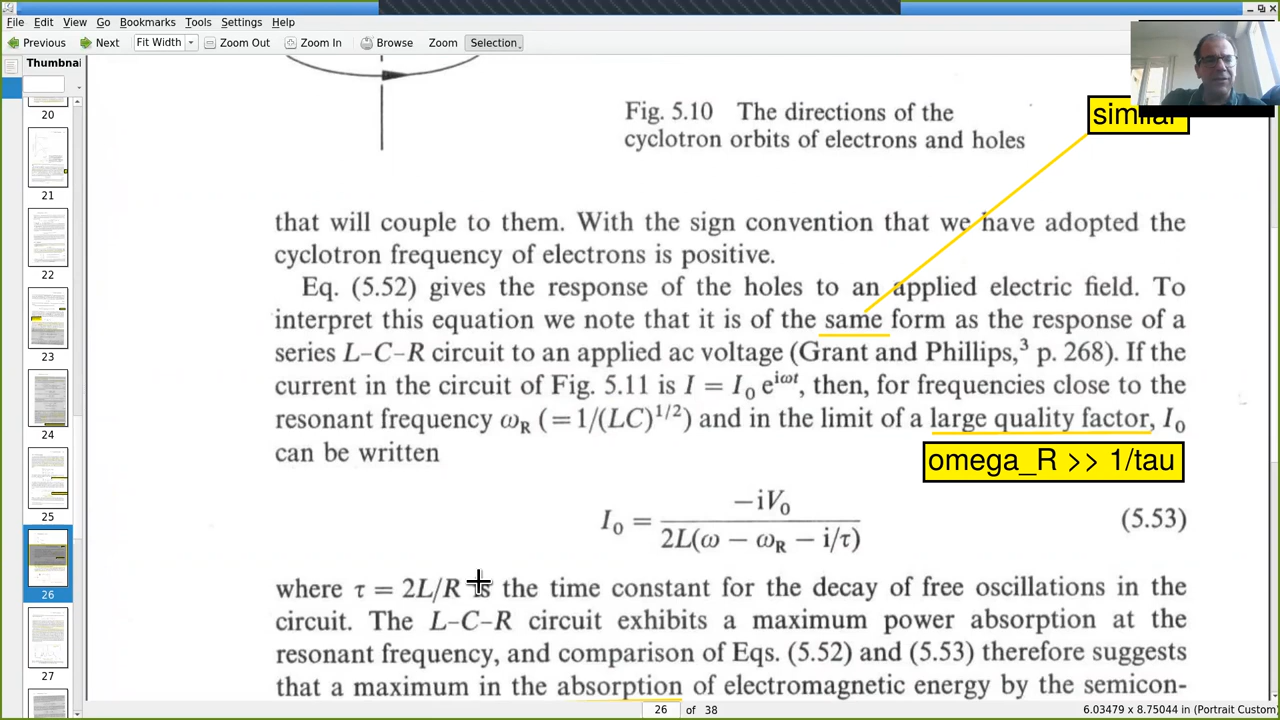 File Edit View Go Bookmarks Tools Settings Help
Previous Next Fit Width Zoom Out Zoom In Browse Zoom Selection
Thumbnai
20
21
22
23
24
25
26
27
Fig. 5.10 The directions of the
cyclotron orbits of electrons and holes
similar
that will couple to them. With the sign convention that we have adopted the
cyclotron frequency of electrons is positive.
Eq. (5.52) gives the response of the holes to an applied electric field. To
interpret this equation we note that it is of the same form as the response of a
series L–C–R circuit to an applied ac voltage (Grant and Phillips,³ p. 268). If the
current in the circuit of Fig. 5.11 is I = I₀ e^{iωt}, then, for frequencies close to the
resonant frequency ω_R (=1/(LC)^{1/2}) and in the limit of a large quality factor, I₀
can be written
omega_R >> 1/tau
I₀ = −iV₀ / 2L(ω − ω_R − i/τ) (5.53)
where τ = 2L/R is the time constant for the decay of free oscillations in the
circuit. The L–C–R circuit exhibits a maximum power absorption at the
resonant frequency, and comparison of Eqs. (5.52) and (5.53) therefore suggests
that a maximum in the absorption of electromagnetic energy by the semicon-
26 of 38 6.03479 x 8.75044 in (Portrait Custom)